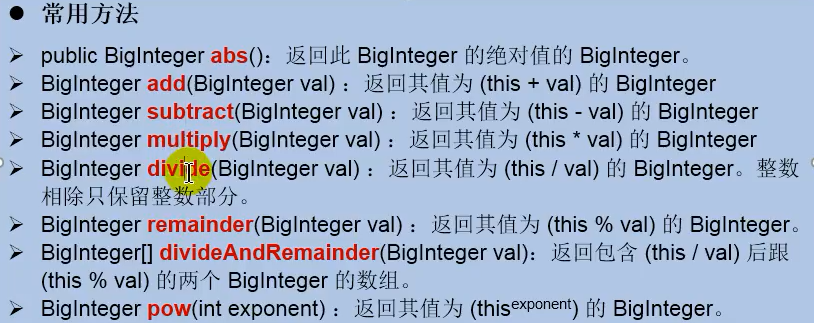 ● 常用方法
➢ public BigInteger abs()：返回此 BigInteger 的绝对值的 BigInteger。
➢ BigInteger add(BigInteger val) ：返回其值为 (this + val) 的 BigInteger
➢ BigInteger subtract(BigInteger val) ：返回其值为 (this - val) 的 BigInteger
➢ BigInteger multiply(BigInteger val) ：返回其值为 (this * val) 的 BigInteger
➢ BigInteger divide(BigInteger val) ：返回其值为 (this / val) 的 BigInteger。整数
相除只保留整数部分。
➢ BigInteger remainder(BigInteger val) ：返回其值为 (this % val) 的 BigInteger。
➢ BigInteger[] divideAndRemainder(BigInteger val)：返回包含 (this / val) 后跟
(this % val) 的两个 BigInteger 的数组。
➢ BigInteger pow(int exponent) ：返回其值为 (thisexponent) 的 BigInteger。